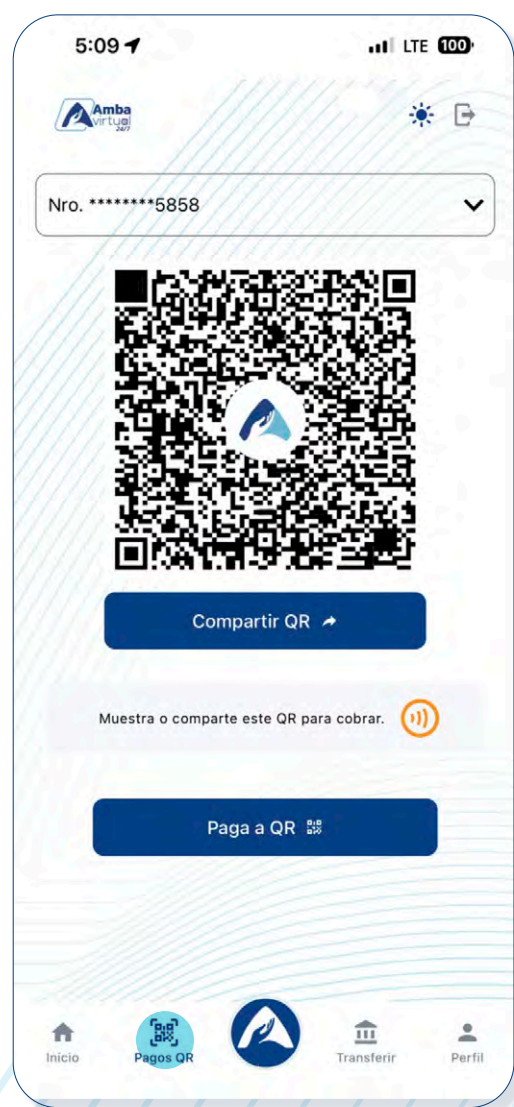 5:09
LTE 100
Amba
virtual
24/7
Nro. ********5858
Compartir QR
Muestra o comparte este QR para cobrar.
Paga a QR
Inicio
Pagos QR
Transferir
Perfil